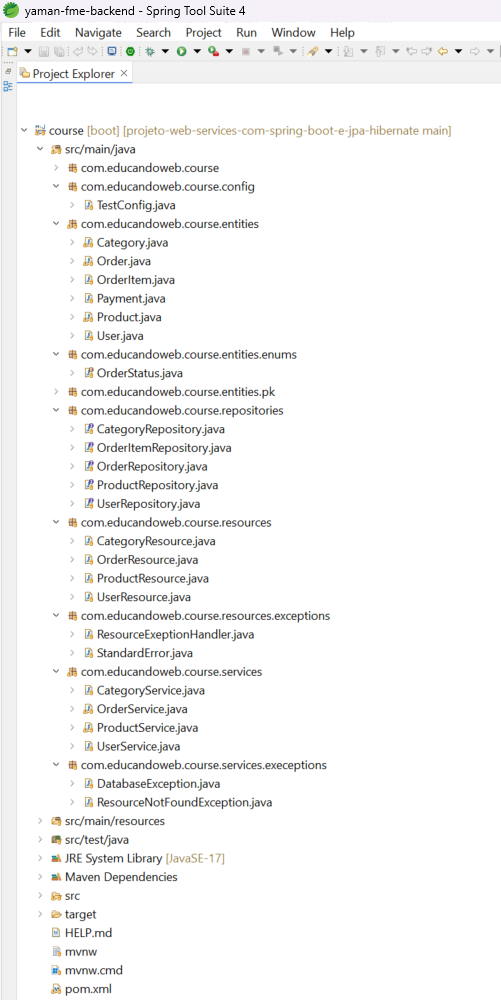 yaman-fme-backend - Spring Tool Suite 4
File Edit Navigate Search Project Run Window Help
Project Explorer
course [boot] [projeto-web-services-com-spring-boot-e-jpa-hibernate main]
src/main/java
com.educandoweb.course
com.educandoweb.course.config
TestConfig.java
com.educandoweb.course.entities
Category.java
Order.java
OrderItem.java
Payment.java
Product.java
User.java
com.educandoweb.course.entities.enums
OrderStatus.java
com.educandoweb.course.entities.pk
com.educandoweb.course.repositories
CategoryRepository.java
OrderItemRepository.java
OrderRepository.java
ProductRepository.java
UserRepository.java
com.educandoweb.course.resources
CategoryResource.java
OrderResource.java
ProductResource.java
UserResource.java
com.educandoweb.course.resources.exceptions
ResourceExeptionHandler.java
StandardError.java
com.educandoweb.course.services
CategoryService.java
OrderService.java
ProductService.java
UserService.java
com.educandoweb.course.services.execeptions
DatabaseException.java
ResourceNotFoundException.java
src/main/resources
src/test/java
JRE System Library [JavaSE-17]
Maven Dependencies
src
target
HELP.md
mvnw
mvnw.cmd
pom.xml